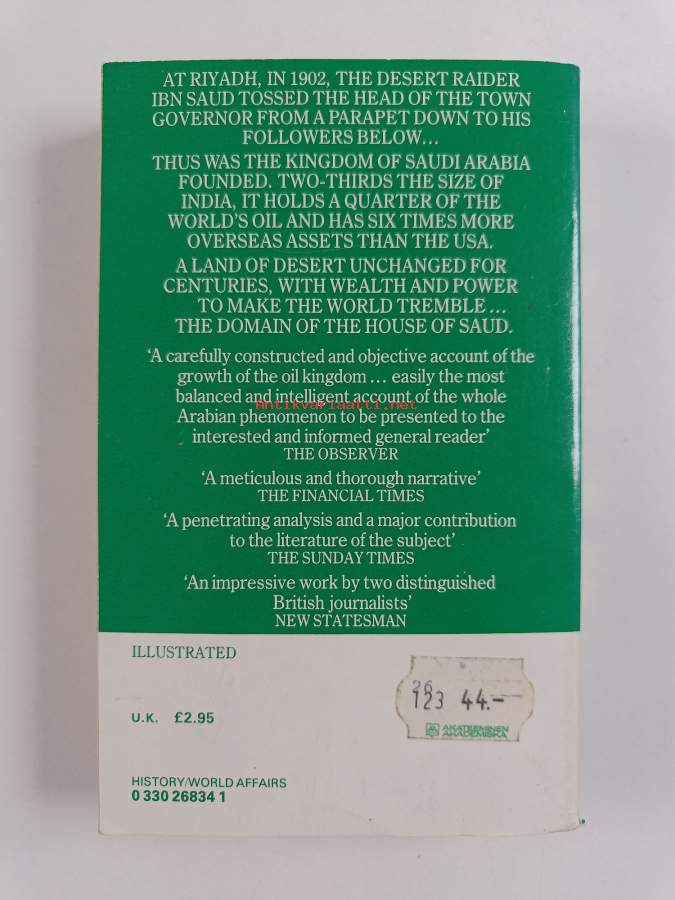 AT RIYADH, IN 1902, THE DESERT RAIDER
IBN SAUD TOSSED THE HEAD OF THE TOWN
GOVERNOR FROM A PARAPET DOWN TO HIS
FOLLOWERS BELOW...
THUS WAS THE KINGDOM OF SAUDI ARABIA
FOUNDED. TWO-THIRDS THE SIZE OF
INDIA, IT HOLDS A QUARTER OF THE
WORLD'S OIL AND HAS SIX TIMES MORE
OVERSEAS ASSETS THAN THE USA.
A LAND OF DESERT UNCHANGED FOR
CENTURIES, WITH WEALTH AND POWER
TO MAKE THE WORLD TREMBLE...
THE DOMAIN OF THE HOUSE OF SAUD.
'A carefully constructed and objective account of the
growth of the oil kingdom... easily the most
balanced and intelligent account of the whole
Antikvariaatti.net
Arabian phenomenon to be presented to the
interested and informed general reader'
THE OBSERVER
'A meticulous and thorough narrative'
THE FINANCIAL TIMES
'A penetrating analysis and a major contribution
to the literature of the subject'
THE SUNDAY TIMES
'An impressive work by two distinguished
British journalists'
NEW STATESMAN
ILLUSTRATED
26
123 44.-
AKATEEMINEN
AKADEMISKA
U.K. £2.95
HISTORY/WORLD AFFAIRS
0 330 26834 1